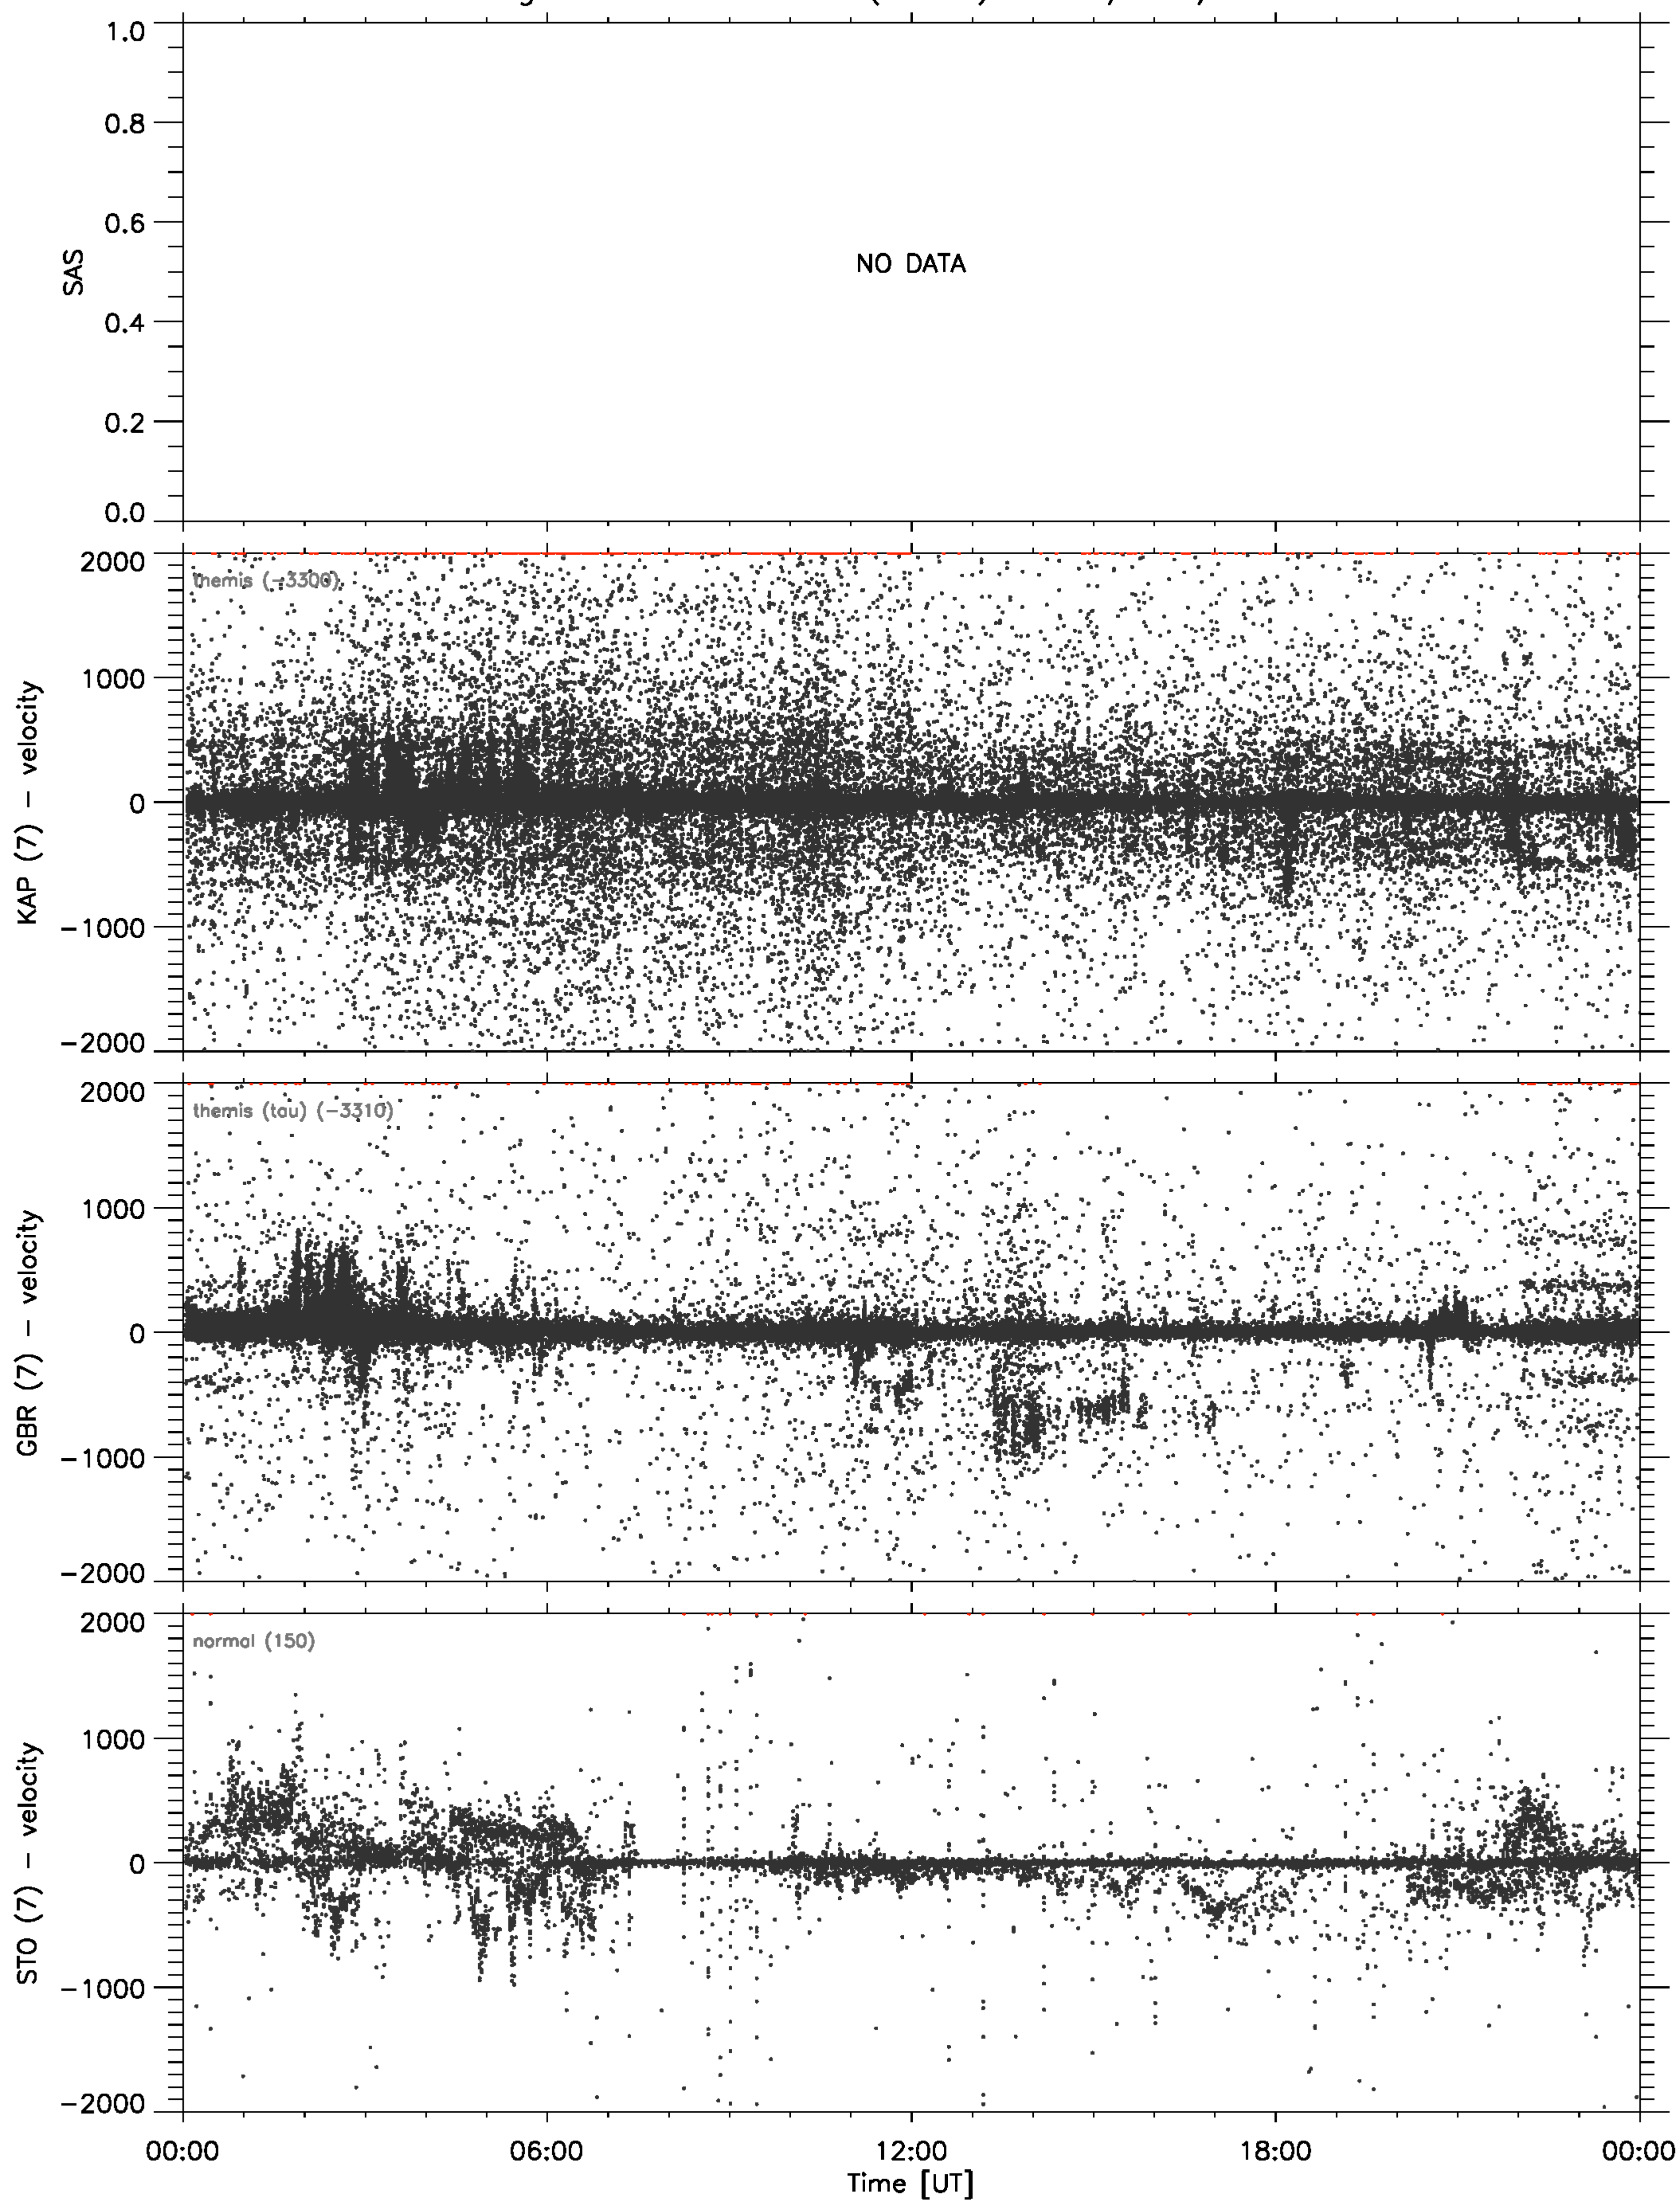 1.0
0.8
0.6
0.4
0.2
0.0
SAS
NO DATA
2000
1000
0
−1000
−2000
KAP (7) − velocity
themis (−3300)
2000
1000
0
−1000
−2000
GBR (7) − velocity
themis (tau) (−3310)
2000
1000
0
−1000
−2000
STO (7) − velocity
normal (150)
00:00 06:00 12:00 18:00 00:00
Time [UT]